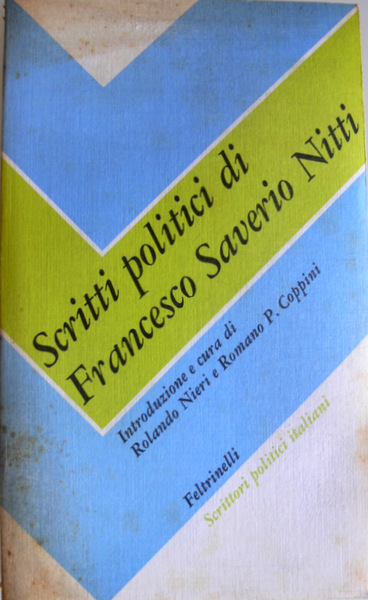 Scritti politici di
Francesco Saverio Nitti
Introduzione e cura di
Rolando Nieri e Romano P. Coppini
Feltrinelli
Scrittori politici italiani